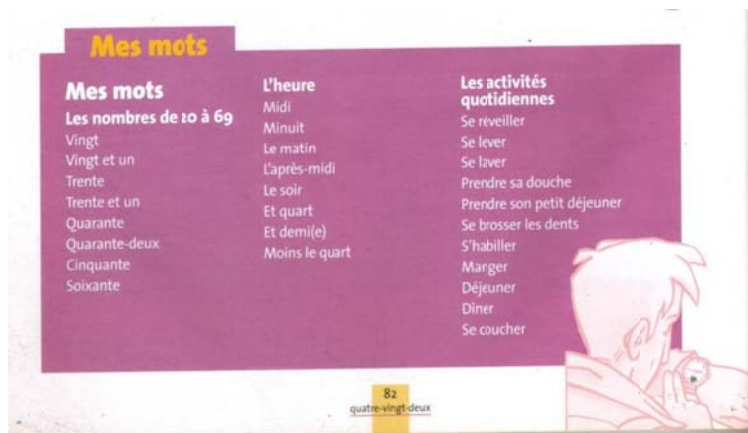 Mes mots
Mes mots
Les nombres de 20 à 69
Vingt
Vingt et un
Trente
Trente et un
Quarante
Quarante-deux
Cinquante
Soixante
L'heure
Midi
Minuit
Le matin
L'après-midi
Le soir
Et quart
Et demi(e)
Moins le quart
Les activités
quotidiennes
Se réveiller
Se lever
Se laver
Prendre sa douche
Prendre son petit déjeuner
Se brosser les dents
S'habiller
Manger
Déjeuner
Dîner
Se coucher
82
quatre-vingt-deux